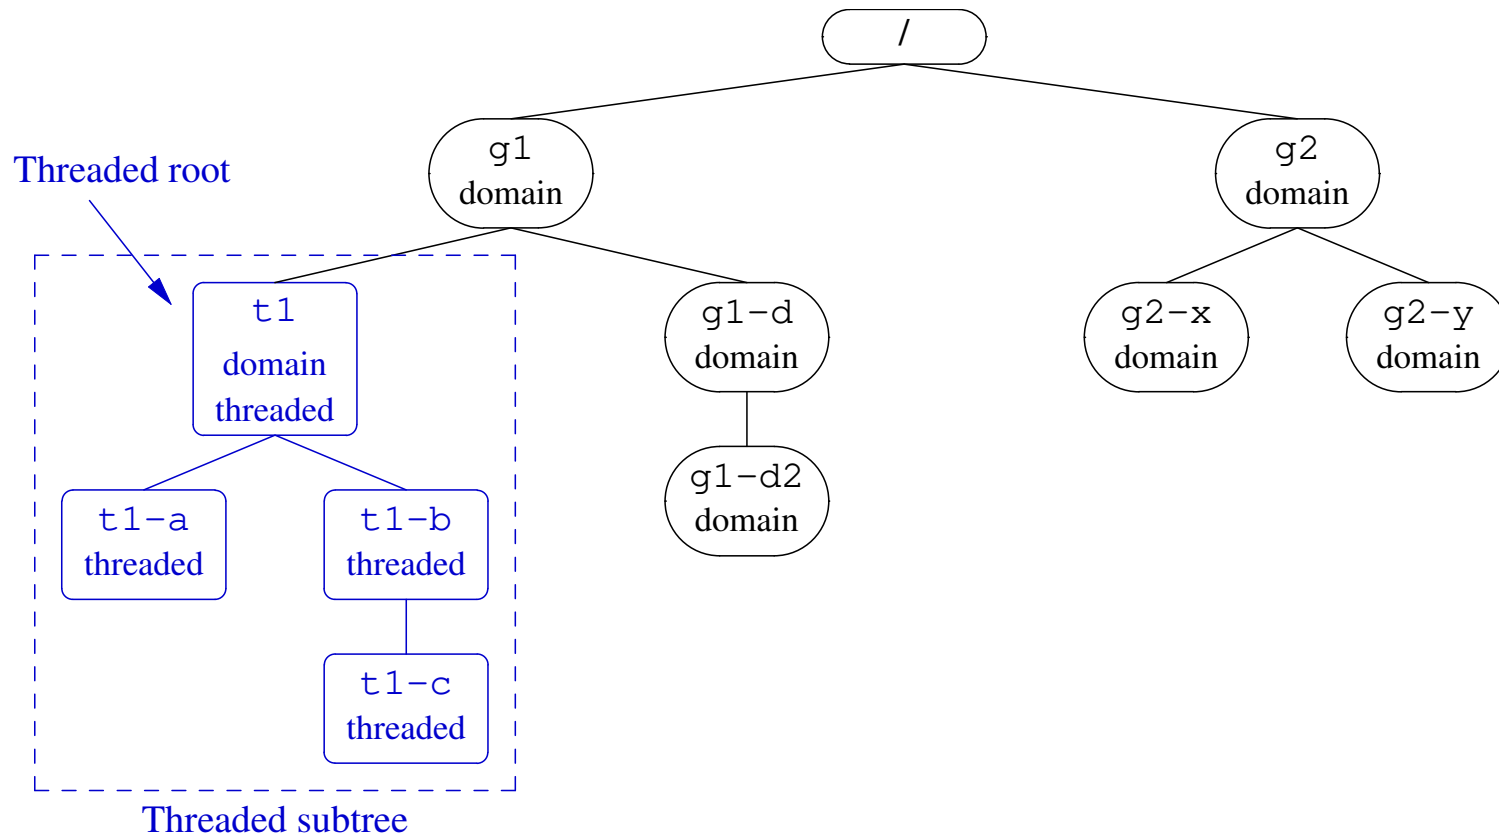 /
g1
domain
g2
domain
Threaded root
t1
domain
threaded
g1-d
domain
g2-x
domain
g2-y
domain
t1-a
threaded
t1-b
threaded
g1-d2
domain
t1-c
threaded
Threaded subtree